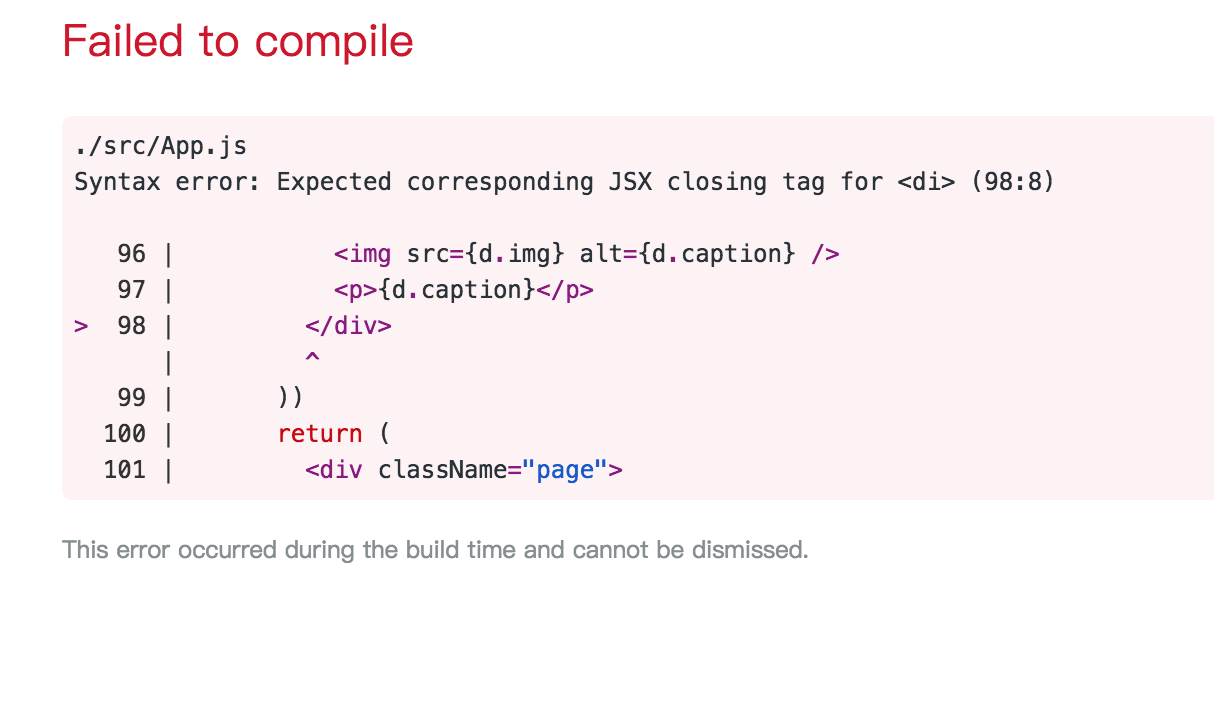 Failed to compile
./src/App.js
Syntax error: Expected corresponding JSX closing tag for <di> (98:8)
96 |           <img src={d.img} alt={d.caption} />
97 |           <p>{d.caption}</p>
> 98 |         </div>
|         ^
99 |       ))
100 |       return (
101 |         <div className="page">
This error occurred during the build time and cannot be dismissed.